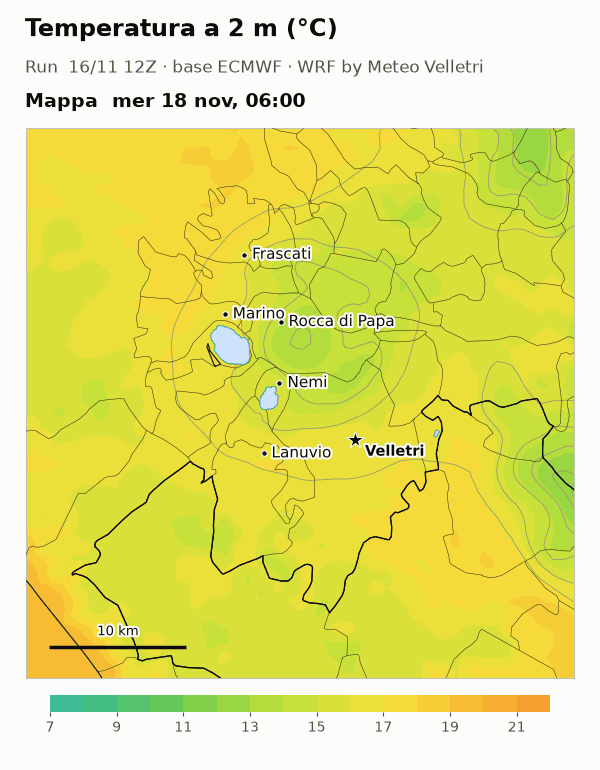 Temperatura a 2 m (°C)
Run  16/11 12Z · base ECMWF · WRF by Meteo Velletri
Mappa  mer 18 nov, 06:00
Frascati
Marino
Rocca di Papa
Nemi
Velletri
Lanuvio
10 km
7 9 11 13 15 17 19 21